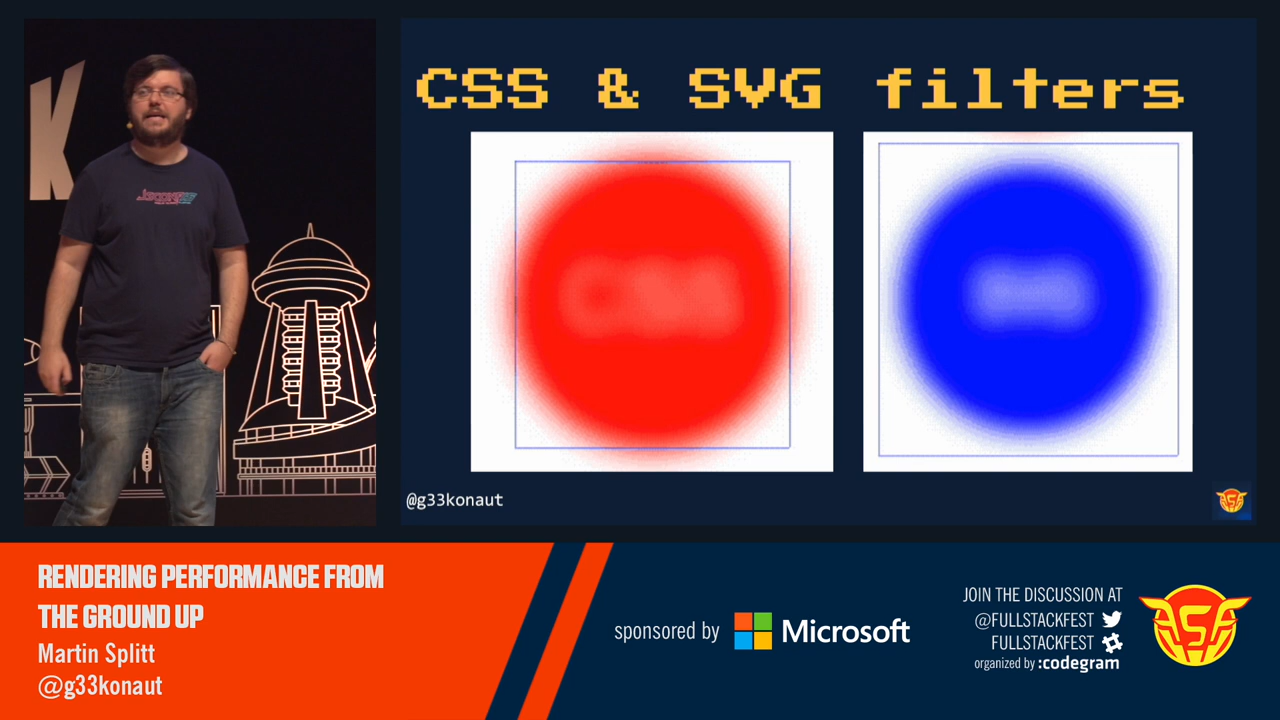 K
CSS & SVG filters
@g33konaut
RENDERING PERFORMANCE FROM
THE GROUND UP
Martin Splitt
@g33konaut
sponsored by Microsoft
JOIN THE DISCUSSION AT
@FULLSTACKFEST
FULLSTACKFEST
organized by :codegram